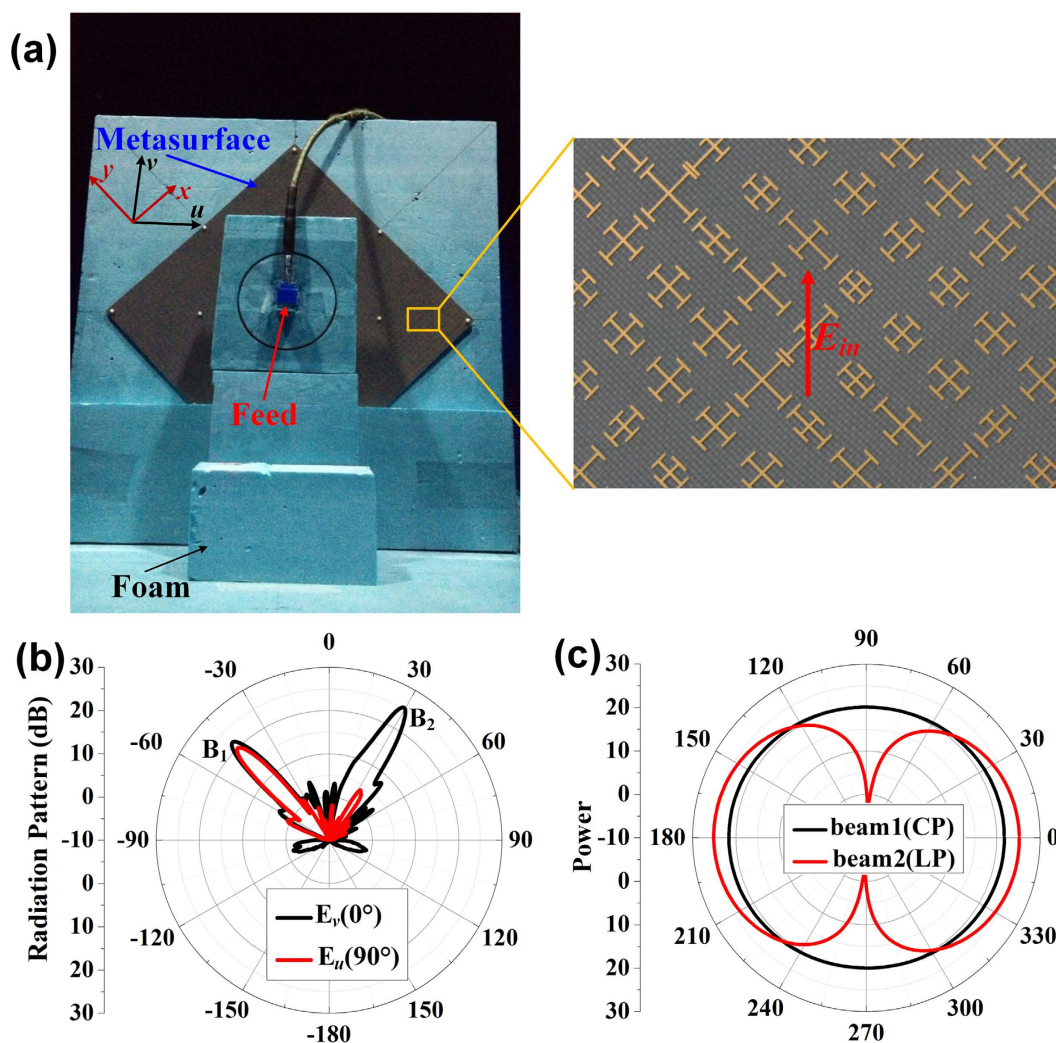 (a)
Metasurface
y
v
x
u
Feed
Foam
E_in
(b)
Radiation Pattern (dB)
30
20
10
0
-10
0
10
20
30
0
30
60
90
120
150
-180
-150
-120
-90
-60
-30
B₁
B₂
E_v(0°)
E_u(90°)
(c)
Power
30
20
10
0
-10
0
10
20
30
90
60
30
0
330
300
270
240
210
180
150
120
beam1(CP)
beam2(LP)